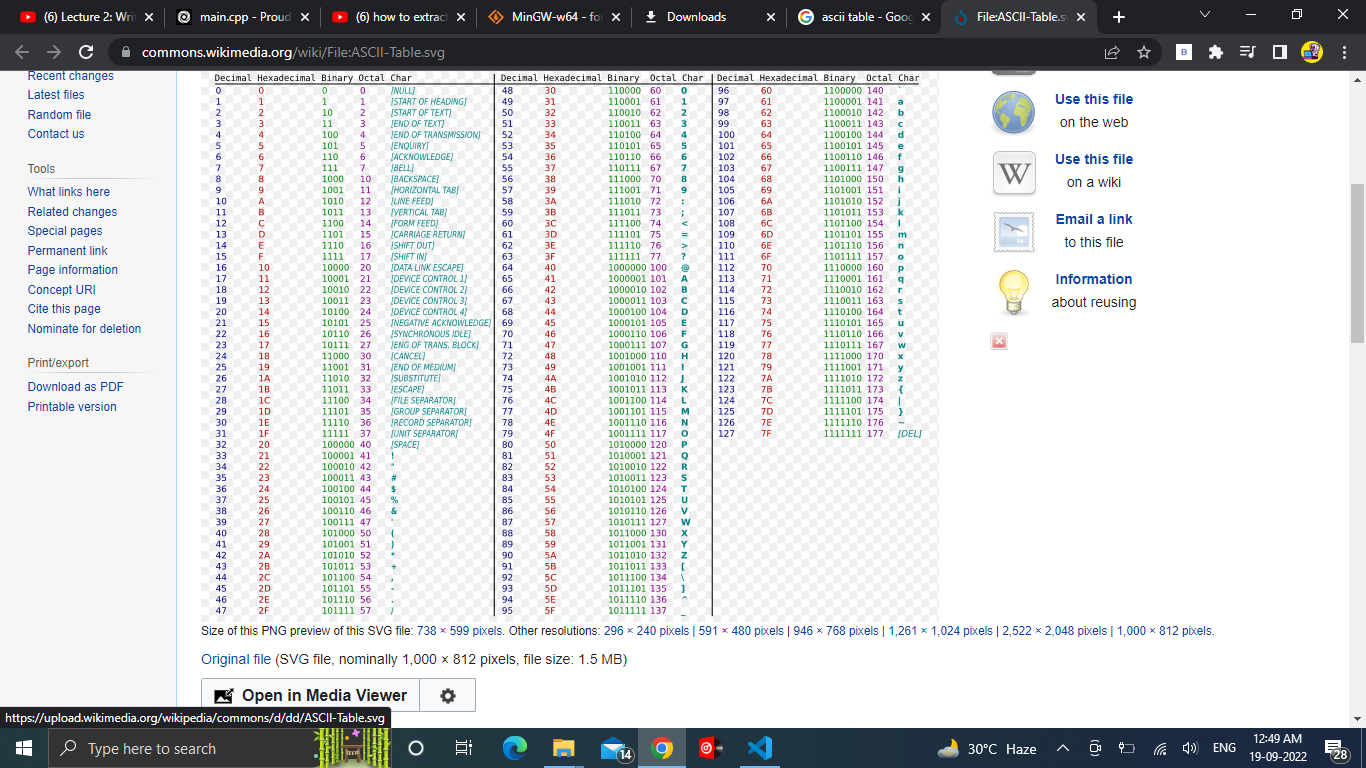 (6) Lecture 2: Writ
main.cpp - Proud
(6) how to extract
MinGW-w64 - for
Downloads
ascii table - Goog
File:ASCII-Table.sv
commons.wikimedia.org/wiki/File:ASCII-Table.svg
Recent changes
Latest files
Random file
Contact us
Tools
What links here
Related changes
Special pages
Permanent link
Page information
Concept URI
Cite this page
Nominate for deletion
Print/export
Download as PDF
Printable version
Decimal Hexadecimal Binary Octal Char
0 0 0 0 [NULL]
1 1 1 1 [START OF HEADING]
2 2 10 2 [START OF TEXT]
3 3 11 3 [END OF TEXT]
4 4 100 4 [END OF TRANSMISSION]
5 5 101 5 [ENQUIRY]
6 6 110 6 [ACKNOWLEDGE]
7 7 111 7 [BELL]
8 8 1000 10 [BACKSPACE]
9 9 1001 11 [HORIZONTAL TAB]
10 A 1010 12 [LINE FEED]
11 B 1011 13 [VERTICAL TAB]
12 C 1100 14 [FORM FEED]
13 D 1101 15 [CARRIAGE RETURN]
14 E 1110 16 [SHIFT OUT]
15 F 1111 17 [SHIFT IN]
16 10 10000 20 [DATA LINK ESCAPE]
17 11 10001 21 [DEVICE CONTROL 1]
18 12 10010 22 [DEVICE CONTROL 2]
19 13 10011 23 [DEVICE CONTROL 3]
20 14 10100 24 [DEVICE CONTROL 4]
21 15 10101 25 [NEGATIVE ACKNOWLEDGE]
22 16 10110 26 [SYNCHRONOUS IDLE]
23 17 10111 27 [ENG OF TRANS. BLOCK]
24 18 11000 30 [CANCEL]
25 19 11001 31 [END OF MEDIUM]
26 1A 11010 32 [SUBSTITUTE]
27 1B 11011 33 [ESCAPE]
28 1C 11100 34 [FILE SEPARATOR]
29 1D 11101 35 [GROUP SEPARATOR]
30 1E 11110 36 [RECORD SEPARATOR]
31 1F 11111 37 [UNIT SEPARATOR]
32 20 100000 40 [SPACE]
33 21 100001 41 !
34 22 100010 42 "
35 23 100011 43 #
36 24 100100 44 $
37 25 100101 45 %
38 26 100110 46 &
39 27 100111 47 '
40 28 101000 50 (
41 29 101001 51 )
42 2A 101010 52 *
43 2B 101011 53 +
44 2C 101100 54 ,
45 2D 101101 55 -
46 2E 101110 56 .
47 2F 101111 57 /
Decimal Hexadecimal Binary Octal Char
48 30 110000 60 0
49 31 110001 61 1
50 32 110010 62 2
51 33 110011 63 3
52 34 110100 64 4
53 35 110101 65 5
54 36 110110 66 6
55 37 110111 67 7
56 38 111000 70 8
57 39 111001 71 9
58 3A 111010 72 :
59 3B 111011 73 ;
60 3C 111100 74 <
61 3D 111101 75 =
62 3E 111110 76 >
63 3F 111111 77 ?
64 40 1000000 100 @
65 41 1000001 101 A
66 42 1000010 102 B
67 43 1000011 103 C
68 44 1000100 104 D
69 45 1000101 105 E
70 46 1000110 106 F
71 47 1000111 107 G
72 48 1001000 110 H
73 49 1001001 111 I
74 4A 1001010 112 J
75 4B 1001011 113 K
76 4C 1001100 114 L
77 4D 1001101 115 M
78 4E 1001110 116 N
79 4F 1001111 117 O
80 50 1010000 120 P
81 51 1010001 121 Q
82 52 1010010 122 R
83 53 1010011 123 S
84 54 1010100 124 T
85 55 1010101 125 U
86 56 1010110 126 V
87 57 1010111 127 W
88 58 1011000 130 X
89 59 1011001 131 Y
90 5A 1011010 132 Z
91 5B 1011011 133 [
92 5C 1011100 134 \
93 5D 1011101 135 ]
94 5E 1011110 136 ^
95 5F 1011111 137 _
Decimal Hexadecimal Binary Octal Char
96 60 1100000 140 `
97 61 1100001 141 a
98 62 1100010 142 b
99 63 1100011 143 c
100 64 1100100 144 d
101 65 1100101 145 e
102 66 1100110 146 f
103 67 1100111 147 g
104 68 1101000 150 h
105 69 1101001 151 i
106 6A 1101010 152 j
107 6B 1101011 153 k
108 6C 1101100 154 l
109 6D 1101101 155 m
110 6E 1101110 156 n
111 6F 1101111 157 o
112 70 1110000 160 p
113 71 1110001 161 q
114 72 1110010 162 r
115 73 1110011 163 s
116 74 1110100 164 t
117 75 1110101 165 u
118 76 1110110 166 v
119 77 1110111 167 w
120 78 1111000 170 x
121 79 1111001 171 y
122 7A 1111010 172 z
123 7B 1111011 173 {
124 7C 1111100 174 |
125 7D 1111101 175 }
126 7E 1111110 176 ~
127 7F 1111111 177 [DEL]
Use this file
on the web
W
Use this file
on a wiki
Email a link
to this file
Information
about reusing
Size of this PNG preview of this SVG file: 738 × 599 pixels. Other resolutions: 296 × 240 pixels | 591 × 480 pixels | 946 × 768 pixels | 1,261 × 1,024 pixels | 2,522 × 2,048 pixels | 1,000 × 812 pixels.
Original file (SVG file, nominally 1,000 × 812 pixels, file size: 1.5 MB)
Open in Media Viewer
https://upload.wikimedia.org/wikipedia/commons/d/dd/ASCII-Table.svg
Type here to search
14
30°C Haze
ENG
12:49 AM
19-09-2022
28